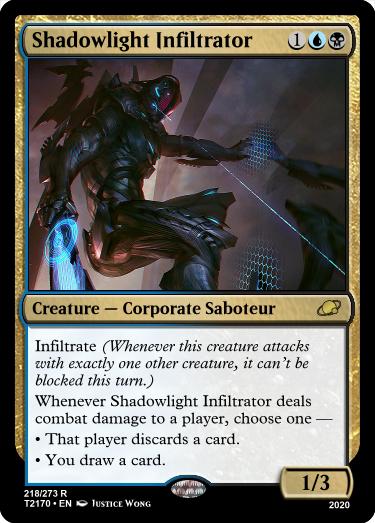 Shadowlight Infiltrator 1
Creature — Corporate Saboteur
Infiltrate (Whenever this creature attacks
with exactly one other creature, it can't be
blocked this turn.)
Whenever Shadowlight Infiltrator deals
combat damage to a player, choose one —
• That player discards a card.
• You draw a card.
1/3
218/273 R
T2170 • EN Justice Wong
2020